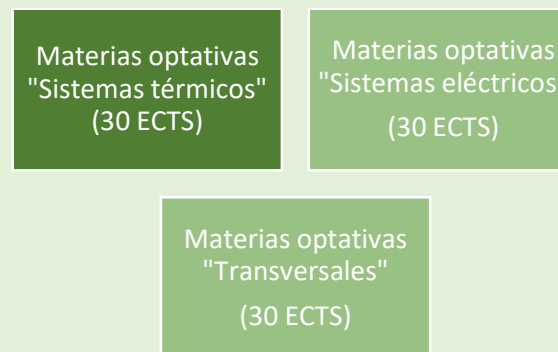 Materias optativas
"Sistemas térmicos"
(30 ECTS)
Materias optativas
"Sistemas eléctricos
(30 ECTS)
Materias optativas
"Transversales"
(30 ECTS)